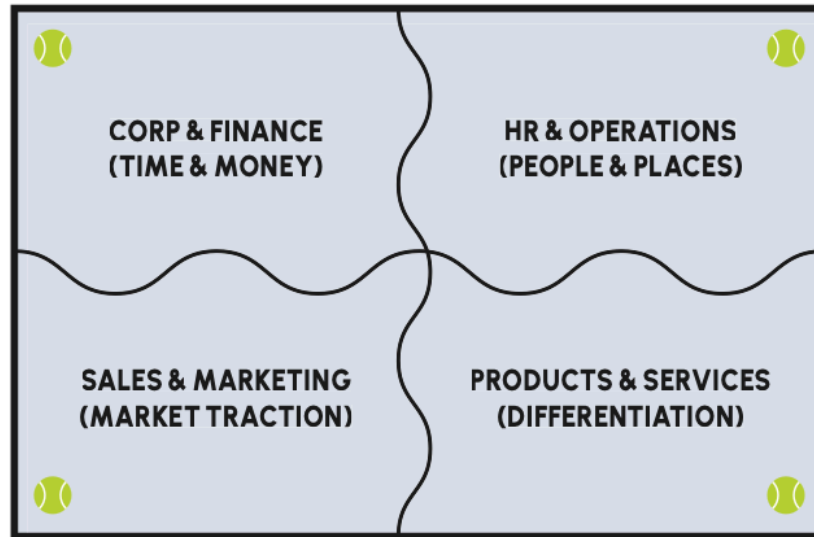 CORP & FINANCE
(TIME & MONEY)
HR & OPERATIONS
(PEOPLE & PLACES)
SALES & MARKETING
(MARKET TRACTION)
PRODUCTS & SERVICES
(DIFFERENTIATION)